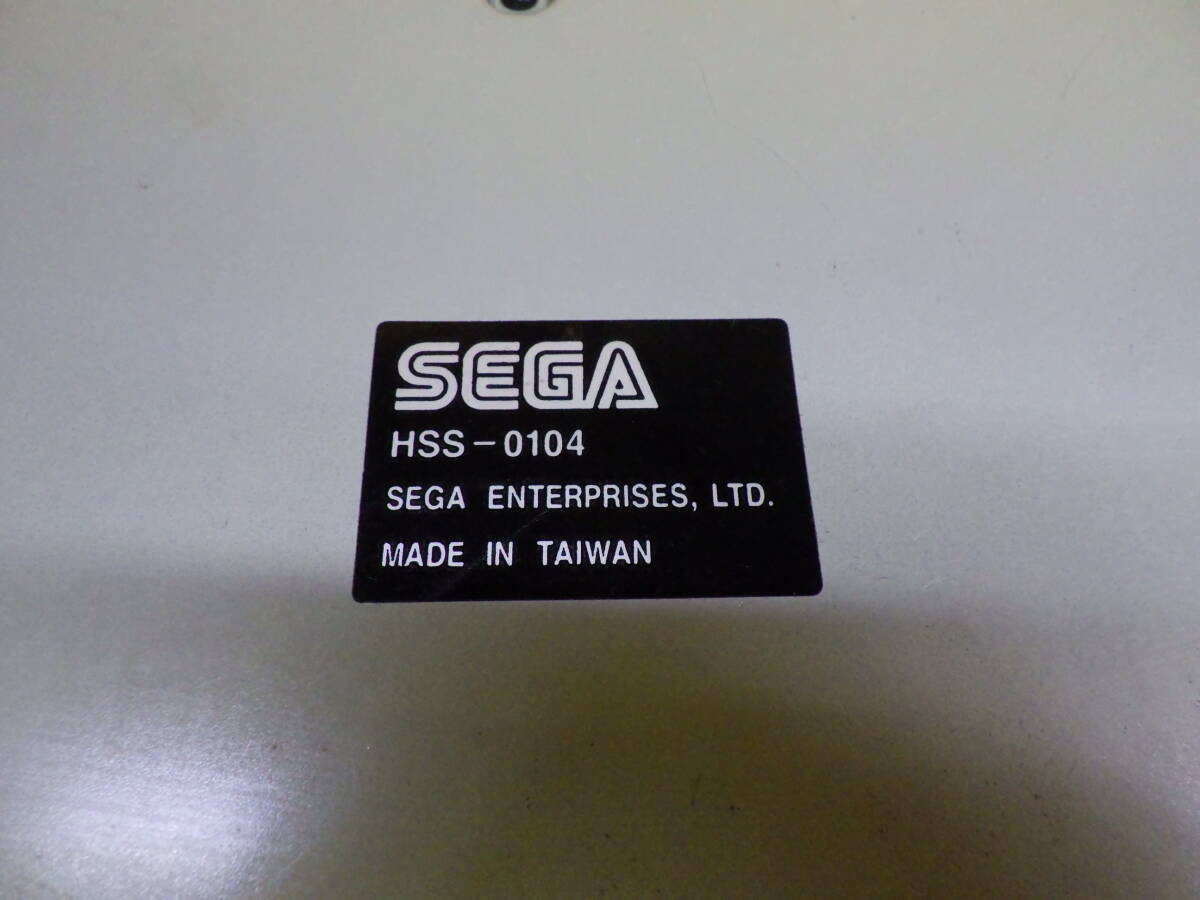 SEGA
HSS-0104
SEGA ENTERPRISES, LTD.
MADE IN TAIWAN